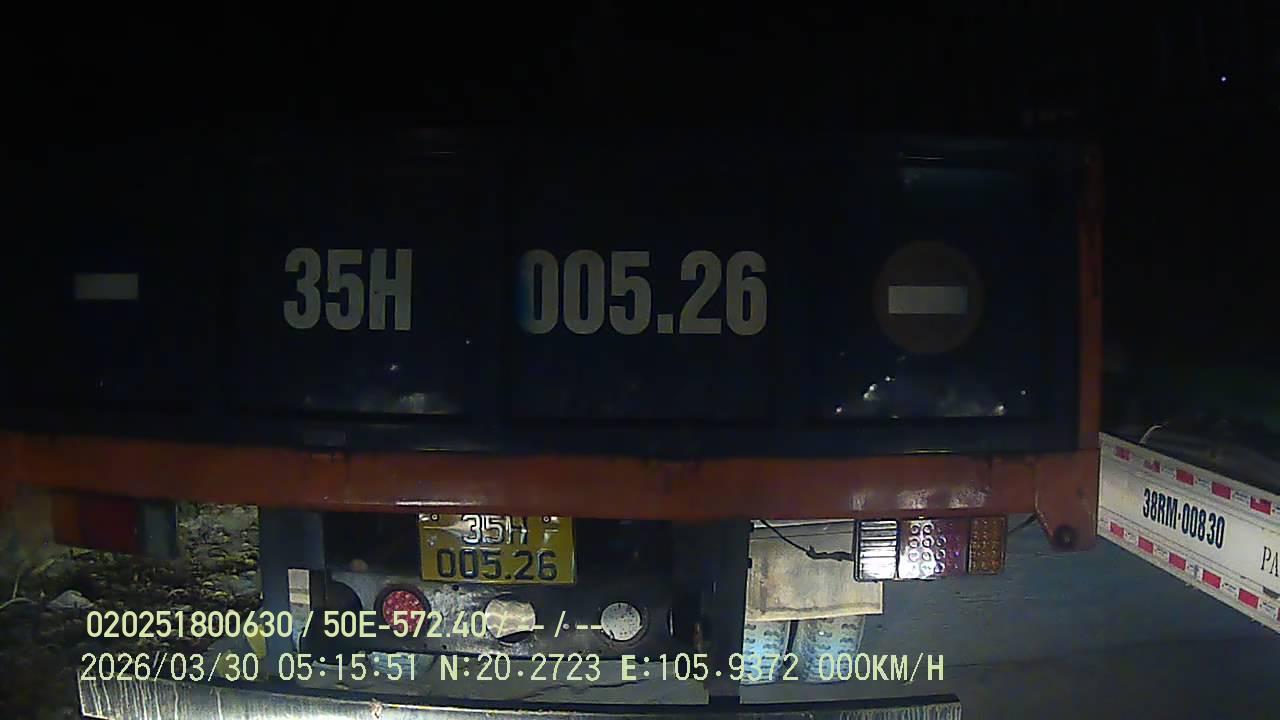 35H 005.26
38RM-00830
PA
35H
005.26
020251800630 / 50E-572.40 / -- / --
2026/03/30 05:15:51 N:20.2723 E:105.9372 000KM/H